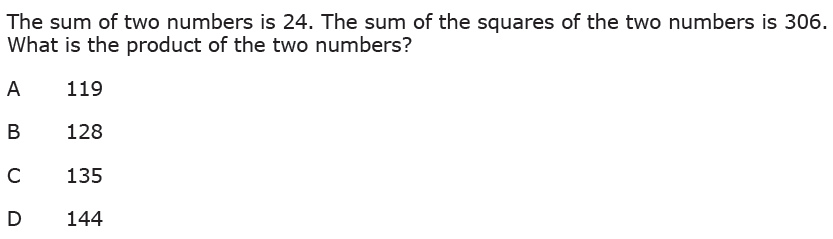 The sum of two numbers is 24. The sum of the squares of the two numbers is 306.
What is the product of the two numbers?
A 119
B 128
C 135
D 144